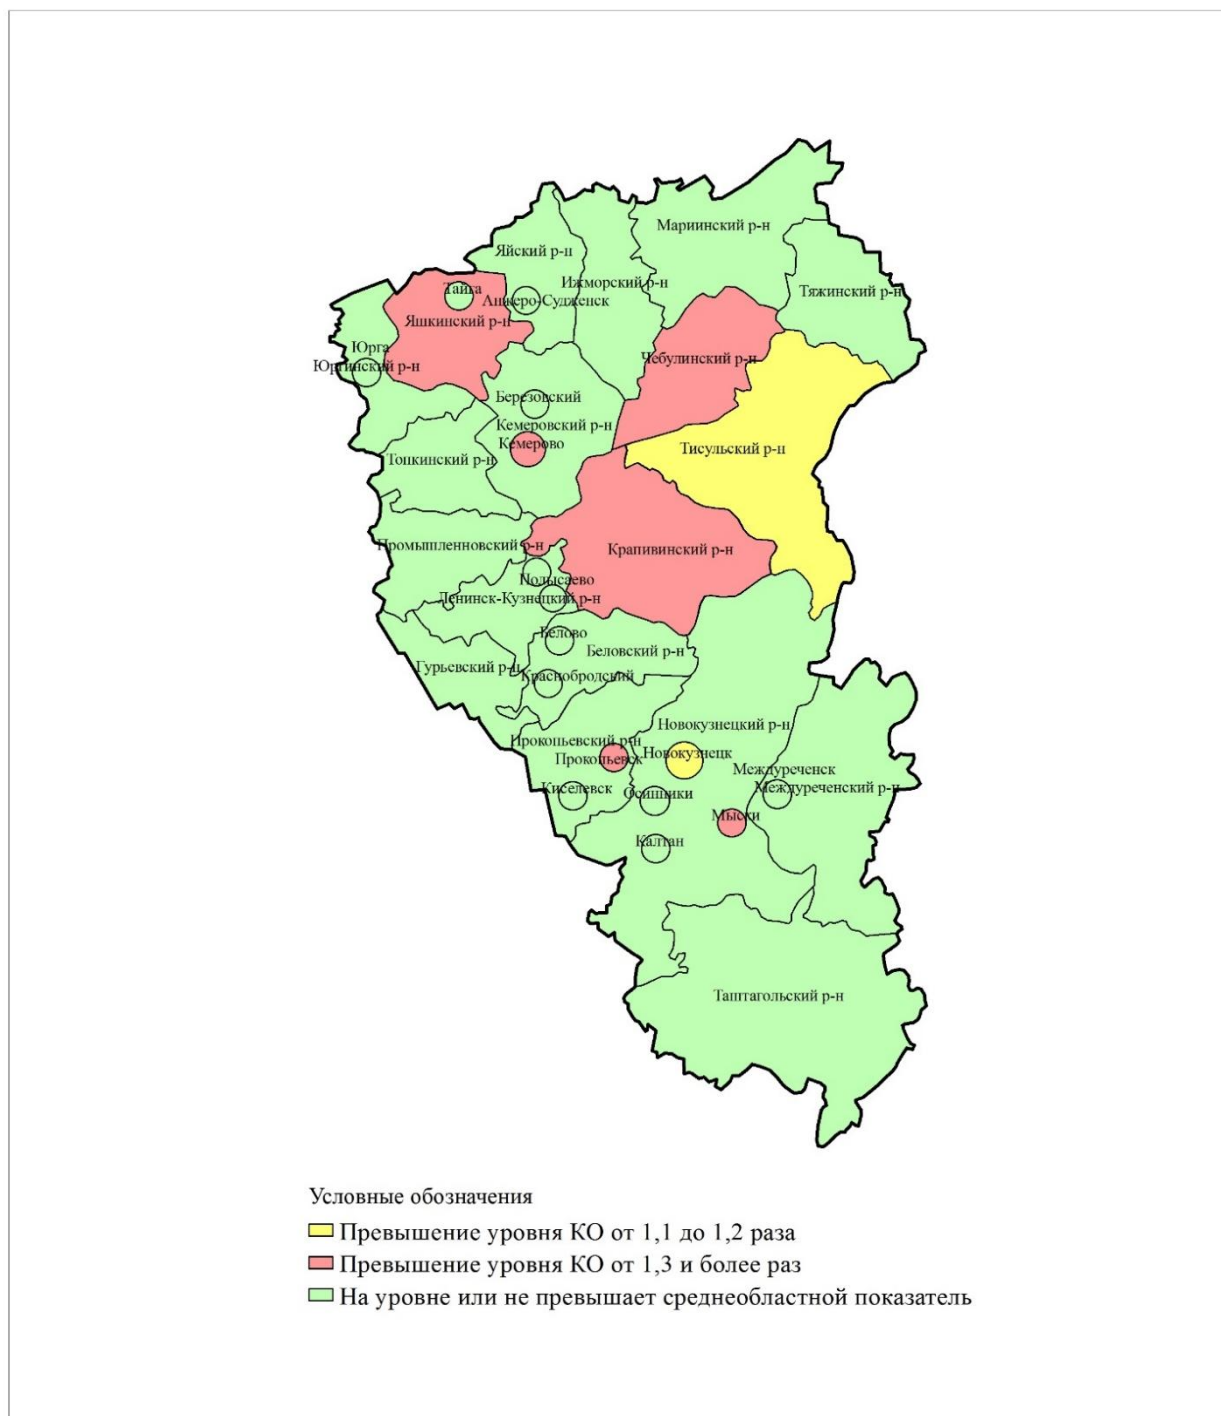 Мариинский р-н
Яйский р-н
Ижморский р-н
Тяжинский р-н
Тайга
Анжеро-Судженск
Яшкинский р-н
Юрга
Чебулинский р-н
Юргинский р-н
Березовский
Кемеровский р-н
Кемерово
Тисульский р-н
Топкинский р-н
Промышленновский р-н
Крапивинский р-н
Полысаево
Ленинск-Кузнецкий р-н
Белово
Беловский р-н
Гурьевский р-н
Краснобродский
Новокузнецкий р-н
Прокопьевский р-н
Новокузнецк
Прокопьевск
Междуреченск
Киселевск
Осинники
Междуреченский р-н
Мыски
Калтан
Таштагольский р-н
Условные обозначения
Превышение уровня КО от 1,1 до 1,2 раза
Превышение уровня КО от 1,3 и более раз
На уровне или не превышает среднеобластной показатель